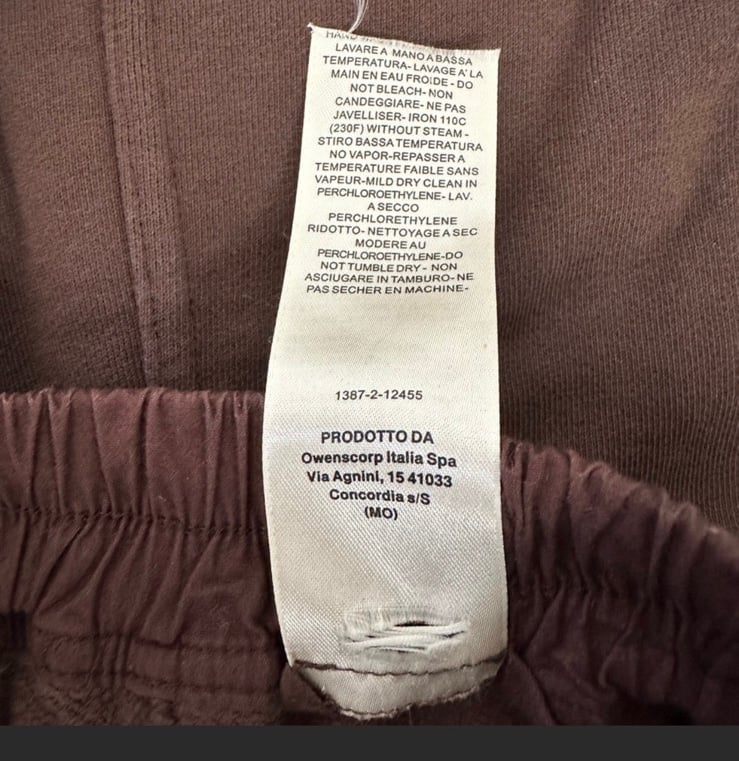 LAVARE A MANO A BASSA
TEMPERATURA- LAVAGE A' LA
MAIN EN EAU FROIDE - DO
NOT BLEACH- NON
CANDEGGIARE- NE PAS
JAVELLISER- IRON 110C
(230F) WITHOUT STEAM -
STIRO BASSA TEMPERATURA
NO VAPOR-REPASSER A
TEMPERATURE FAIBLE SANS
VAPEUR-MILD DRY CLEAN IN
PERCHLOROETHYLENE- LAV.
A SECCO
PERCHLORETHYLENE
RIDOTTO- NETTOYAGE A SEC
MODERE AU
PERCHLOROETHYLENE-DO
NOT TUMBLE DRY - NON
ASCIUGARE IN TAMBURO- NE
PAS SECHER EN MACHINE-
1387-2-12455
PRODOTTO DA
Owenscorp Italia Spa
Via Agnini, 15 41033
Concordia s/S
(MO)